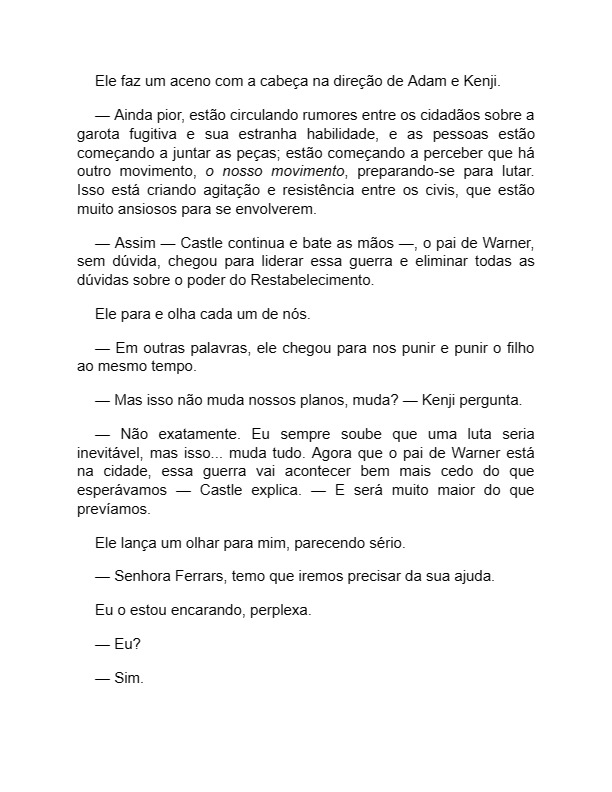 Ele faz um aceno com a cabeça na direção de Adam e Kenji.
— Ainda pior, estão circulando rumores entre os cidadãos sobre a
garota fugitiva e sua estranha habilidade, e as pessoas estão
começando a juntar as peças; estão começando a perceber que há
outro movimento, o nosso movimento, preparando-se para lutar.
Isso está criando agitação e resistência entre os civis, que estão
muito ansiosos para se envolverem.
— Assim — Castle continua e bate as mãos —, o pai de Warner,
sem dúvida, chegou para liderar essa guerra e eliminar todas as
dúvidas sobre o poder do Restabelecimento.
Ele para e olha cada um de nós.
— Em outras palavras, ele chegou para nos punir e punir o filho
ao mesmo tempo.
— Mas isso não muda nossos planos, muda? — Kenji pergunta.
— Não exatamente. Eu sempre soube que uma luta seria
inevitável, mas isso... muda tudo. Agora que o pai de Warner está
na cidade, essa guerra vai acontecer bem mais cedo do que
esperávamos — Castle explica. — E será muito maior do que
prevíamos.
Ele lança um olhar para mim, parecendo sério.
— Senhora Ferrars, temo que iremos precisar da sua ajuda.
Eu o estou encarando, perplexa.
— Eu?
— Sim.